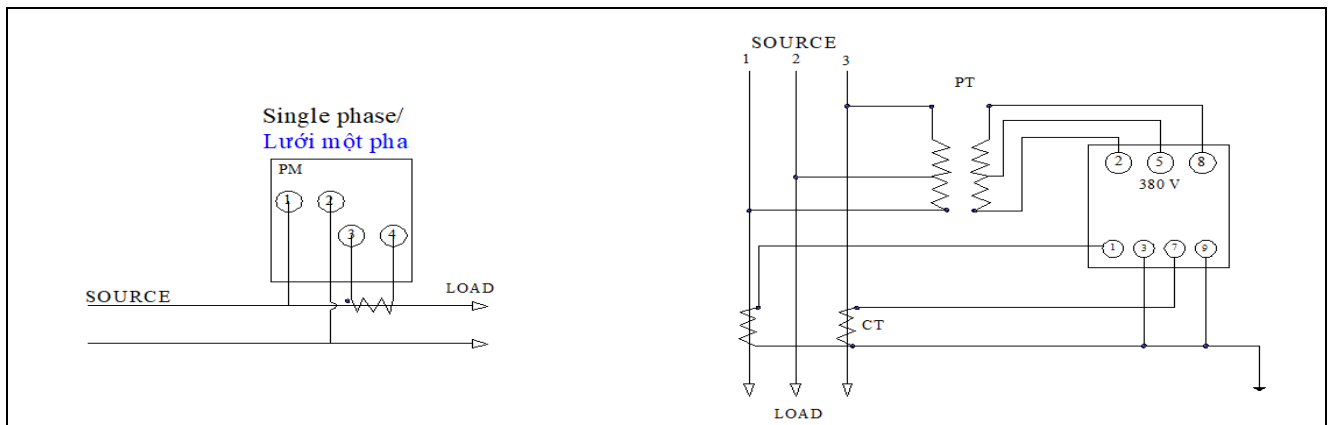 Single phase/
Lưới một pha
PM
1 2
3 4
SOURCE
LOAD
SOURCE
1 2 3
PT
2 5 8
380 V
1 3 7 9
CT
LOAD